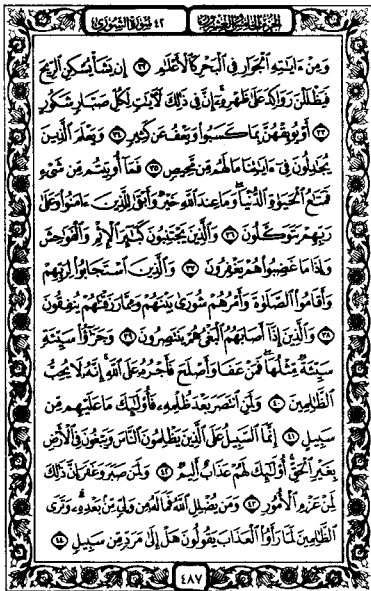 الجزء الخامس والعشرون ٤٢ سورة الشورى
وَمِنْ ءَايَٰتِهِ ٱلْجَوَارِ فِي ٱلْبَحْرِ كَٱلْأَعْلَٰمِ ٣٢ إِن يَشَأْ يُسْكِنِ ٱلرِّيحَ
فَيَظْلَلْنَ رَوَاكِدَ عَلَىٰ ظَهْرِهِۦٓ إِنَّ فِي ذَٰلِكَ لَءَايَٰتٍ لِّكُلِّ صَبَّارٍ شَكُورٍ
٣٣ أَوْ يُوبِقْهُنَّ بِمَا كَسَبُوا۟ وَيَعْفُ عَن كَثِيرٍ ٣٤ وَيَعْلَمَ ٱلَّذِينَ
يُجَٰدِلُونَ فِيٓ ءَايَٰتِنَا مَا لَهُم مِّن مَّحِيصٍ ٣٥ فَمَآ أُوتِيتُم مِّن شَيْءٍ
فَمَتَٰعُ ٱلْحَيَوٰةِ ٱلدُّنْيَا وَمَا عِندَ ٱللَّهِ خَيْرٌ وَأَبْقَىٰ لِلَّذِينَ ءَامَنُوا۟ وَعَلَىٰ
رَبِّهِمْ يَتَوَكَّلُونَ ٣٦ وَٱلَّذِينَ يَجْتَنِبُونَ كَبَٰٓئِرَ ٱلْإِثْمِ وَٱلْفَوَٰحِشَ
وَإِذَا مَا غَضِبُوا۟ هُمْ يَغْفِرُونَ ٣٧ وَٱلَّذِينَ ٱسْتَجَابُوا۟ لِرَبِّهِمْ
وَأَقَامُوا۟ ٱلصَّلَوٰةَ وَأَمْرُهُمْ شُورَىٰ بَيْنَهُمْ وَمِمَّا رَزَقْنَٰهُمْ يُنفِقُونَ
٣٨ وَٱلَّذِينَ إِذَآ أَصَابَهُمُ ٱلْبَغْيُ هُمْ يَنتَصِرُونَ ٣٩ وَجَزَٰٓؤُا۟ سَيِّئَةٍ
سَيِّئَةٌ مِّثْلُهَا فَمَنْ عَفَا وَأَصْلَحَ فَأَجْرُهُۥ عَلَى ٱللَّهِ إِنَّهُۥ لَا يُحِبُّ
ٱلظَّٰلِمِينَ ٤٠ وَلَمَنِ ٱنتَصَرَ بَعْدَ ظُلْمِهِۦ فَأُو۟لَٰٓئِكَ مَا عَلَيْهِم مِّن
سَبِيلٍ ٤١ إِنَّمَا ٱلسَّبِيلُ عَلَى ٱلَّذِينَ يَظْلِمُونَ ٱلنَّاسَ وَيَبْغُونَ فِي ٱلْأَرْضِ
بِغَيْرِ ٱلْحَقِّ أُو۟لَٰٓئِكَ لَهُمْ عَذَابٌ أَلِيمٌ ٤٢ وَلَمَن صَبَرَ وَغَفَرَ إِنَّ ذَٰلِكَ
لَمِنْ عَزْمِ ٱلْأُمُورِ ٤٣ وَمَن يُضْلِلِ ٱللَّهُ فَمَا لَهُۥ مِن وَلِيٍّ مِّنۢ بَعْدِهِۦ وَتَرَى
ٱلظَّٰلِمِينَ لَمَّا رَأَوُا۟ ٱلْعَذَابَ يَقُولُونَ هَلْ إِلَىٰ مَرَدٍّ مِّن سَبِيلٍ ٤٤
٤٨٧